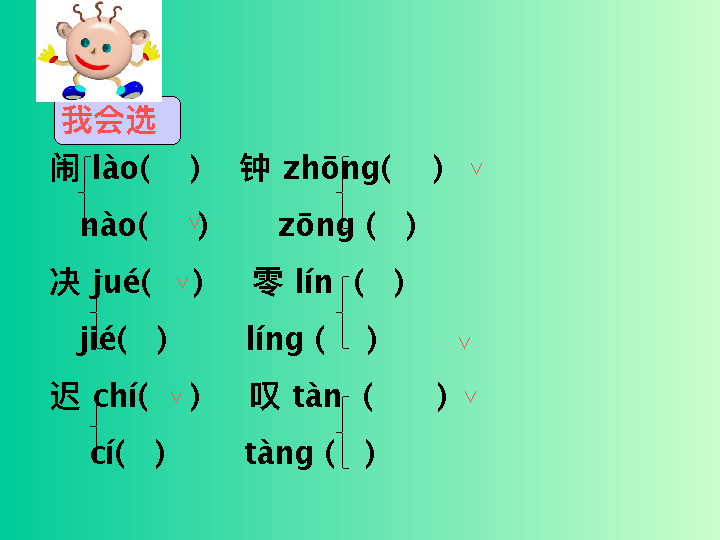 我会选
闹 lào(    )    钟 zhōng(    ) ∨
nào(  ∨  )    zōng (   )
决 jué(  ∨ )    零 lín  (   )
jié(   )    líng (    ) ∨
迟 chí(  ∨ )    叹 tàn  (      ) ∨
cí(   )    tàng (   )